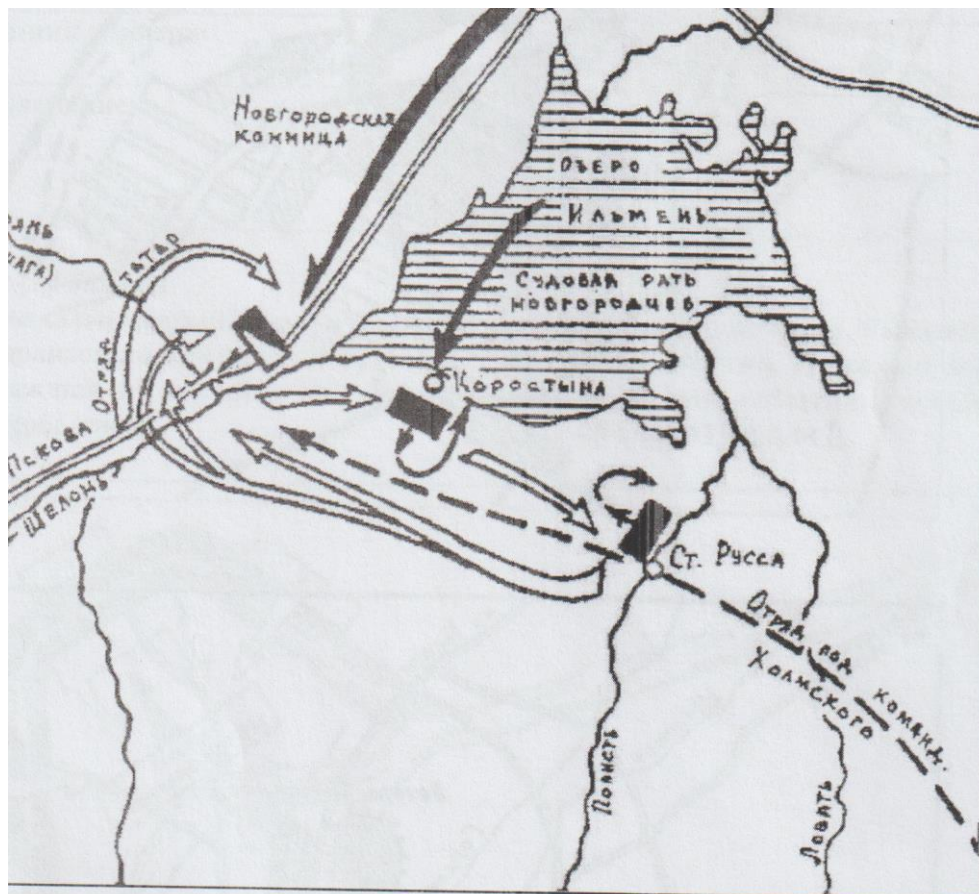 Новгородская
конница
Озеро
Ильмень
Судовая рать
новгородцев
Отряд татар
Коростына
Пскова
Шелонь
Ст. Русса
Отряд под команд.
Холмского
Полисть
Ловать